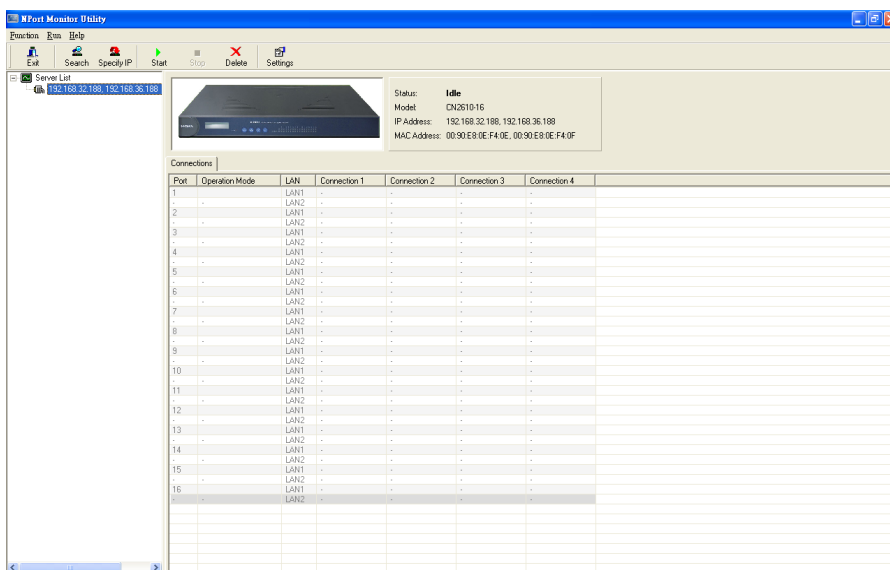 NPort Monitor Utility
Function Run Help
Exit Search Specify IP Start Stop Delete Settings
Server List
192.168.32.188, 192.168.36.188
Status: Idle
Model: CN2610-16
IP Address: 192.168.32.188, 192.168.36.188
MAC Address: 00:90:E8:0E:F4:0E, 00:90:E8:0E:F4:0F
Connections
Port Operation Mode LAN Connection 1 Connection 2 Connection 3 Connection 4
1 LAN1 - - - -
- - LAN2 - - - -
2 LAN1 - - - -
- - LAN2 - - - -
3 LAN1 - - - -
- - LAN2 - - - -
4 LAN1 - - - -
- - LAN2 - - - -
5 LAN1 - - - -
- - LAN2 - - - -
6 LAN1 - - - -
- - LAN2 - - - -
7 LAN1 - - - -
- - LAN2 - - - -
8 LAN1 - - - -
- - LAN2 - - - -
9 LAN1 - - - -
- - LAN2 - - - -
10 LAN1 - - - -
- - LAN2 - - - -
11 LAN1 - - - -
- - LAN2 - - - -
12 LAN1 - - - -
- - LAN2 - - - -
13 LAN1 - - - -
- - LAN2 - - - -
14 LAN1 - - - -
- - LAN2 - - - -
15 LAN1 - - - -
- - LAN2 - - - -
16 LAN1 - - - -
- - LAN2 - - - -